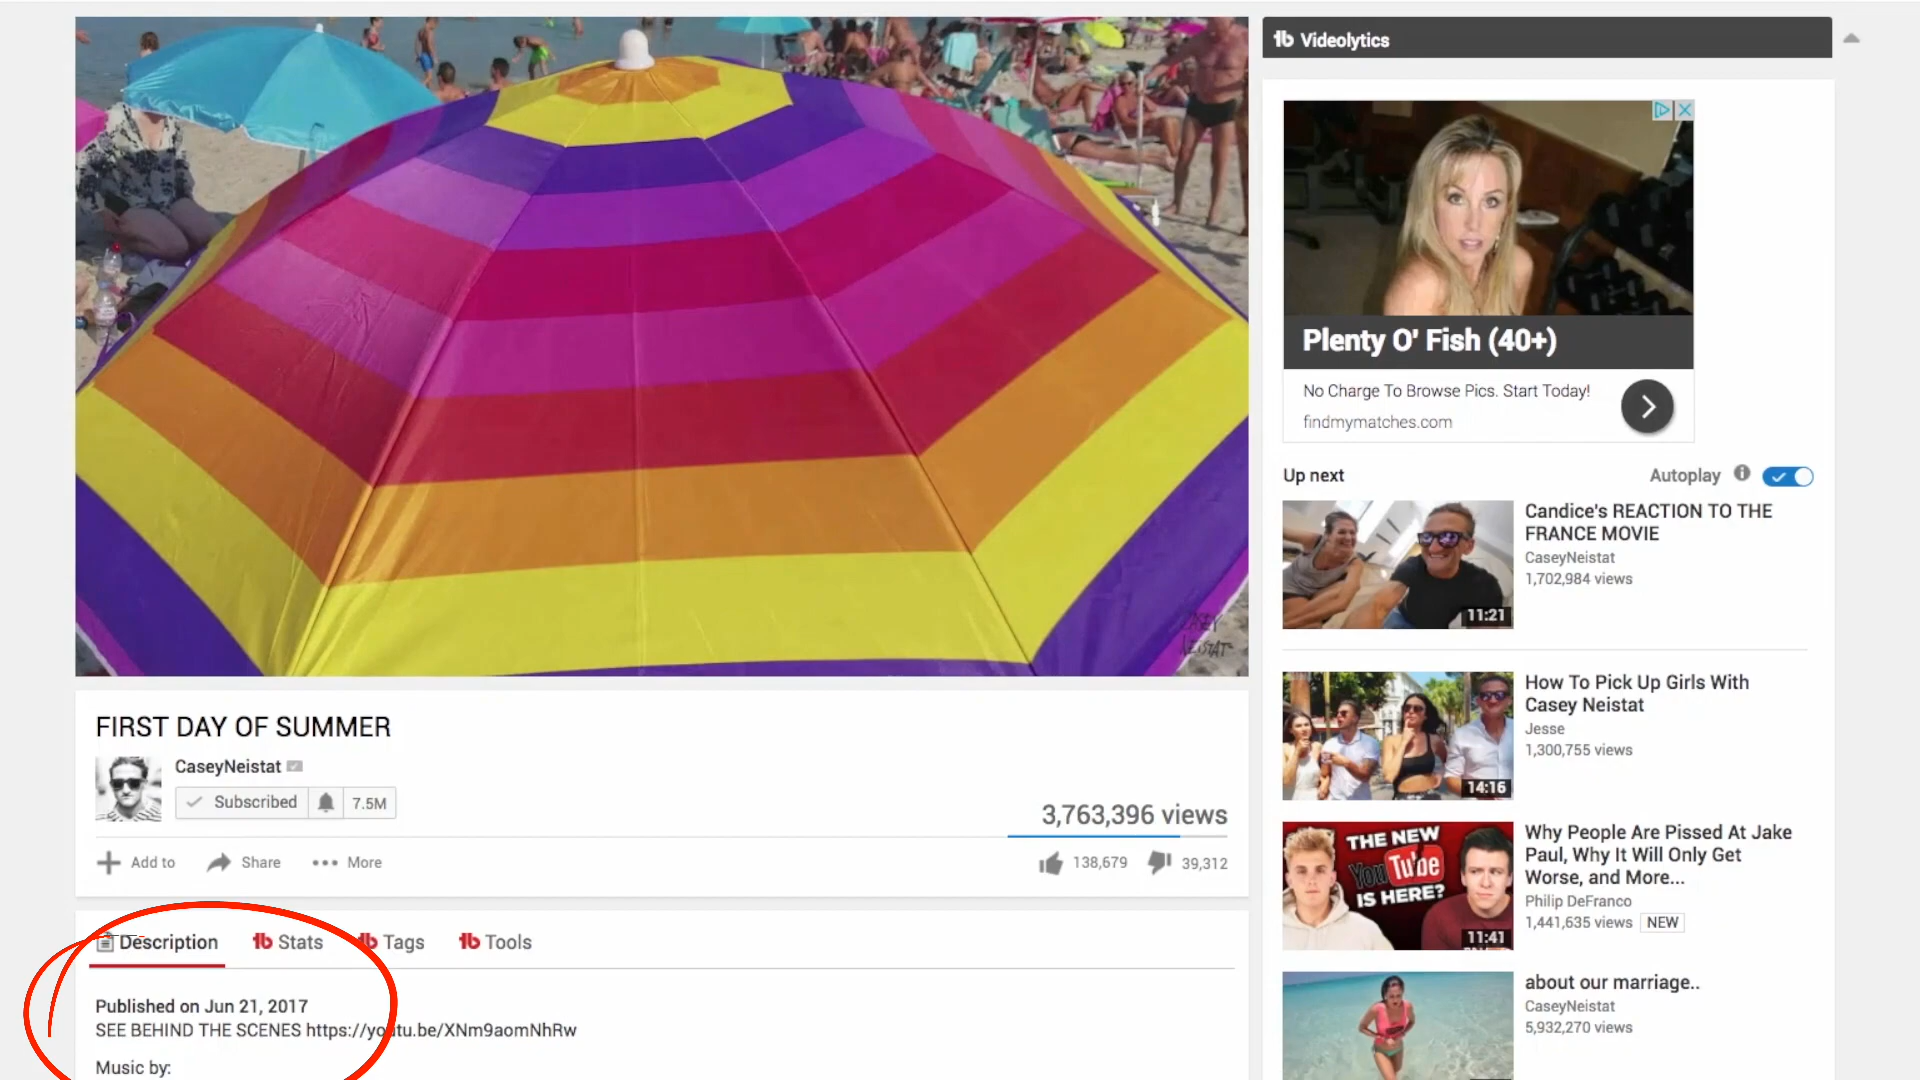 CASEY
NEISTAT
FIRST DAY OF SUMMER
CaseyNeistat
Subscribed 7.5M
3,763,396 views
Add to Share More 138,679 39,312
Description Stats Tags Tools
Published on Jun 21, 2017
SEE BEHIND THE SCENES https://youtu.be/XNm9aomNhRw
Music by:
Videolytics
Plenty O' Fish (40+)
No Charge To Browse Pics. Start Today!
findmymatches.com
Up next Autoplay
11:21
Candice's REACTION TO THE
FRANCE MOVIE
CaseyNeistat
1,702,984 views
14:16
How To Pick Up Girls With
Casey Neistat
Jesse
1,300,755 views
THE NEW
YouTube
IS HERE?
11:41
Why People Are Pissed At Jake
Paul, Why It Will Only Get
Worse, and More...
Philip DeFranco
1,441,635 views NEW
about our marriage..
CaseyNeistat
5,932,270 views